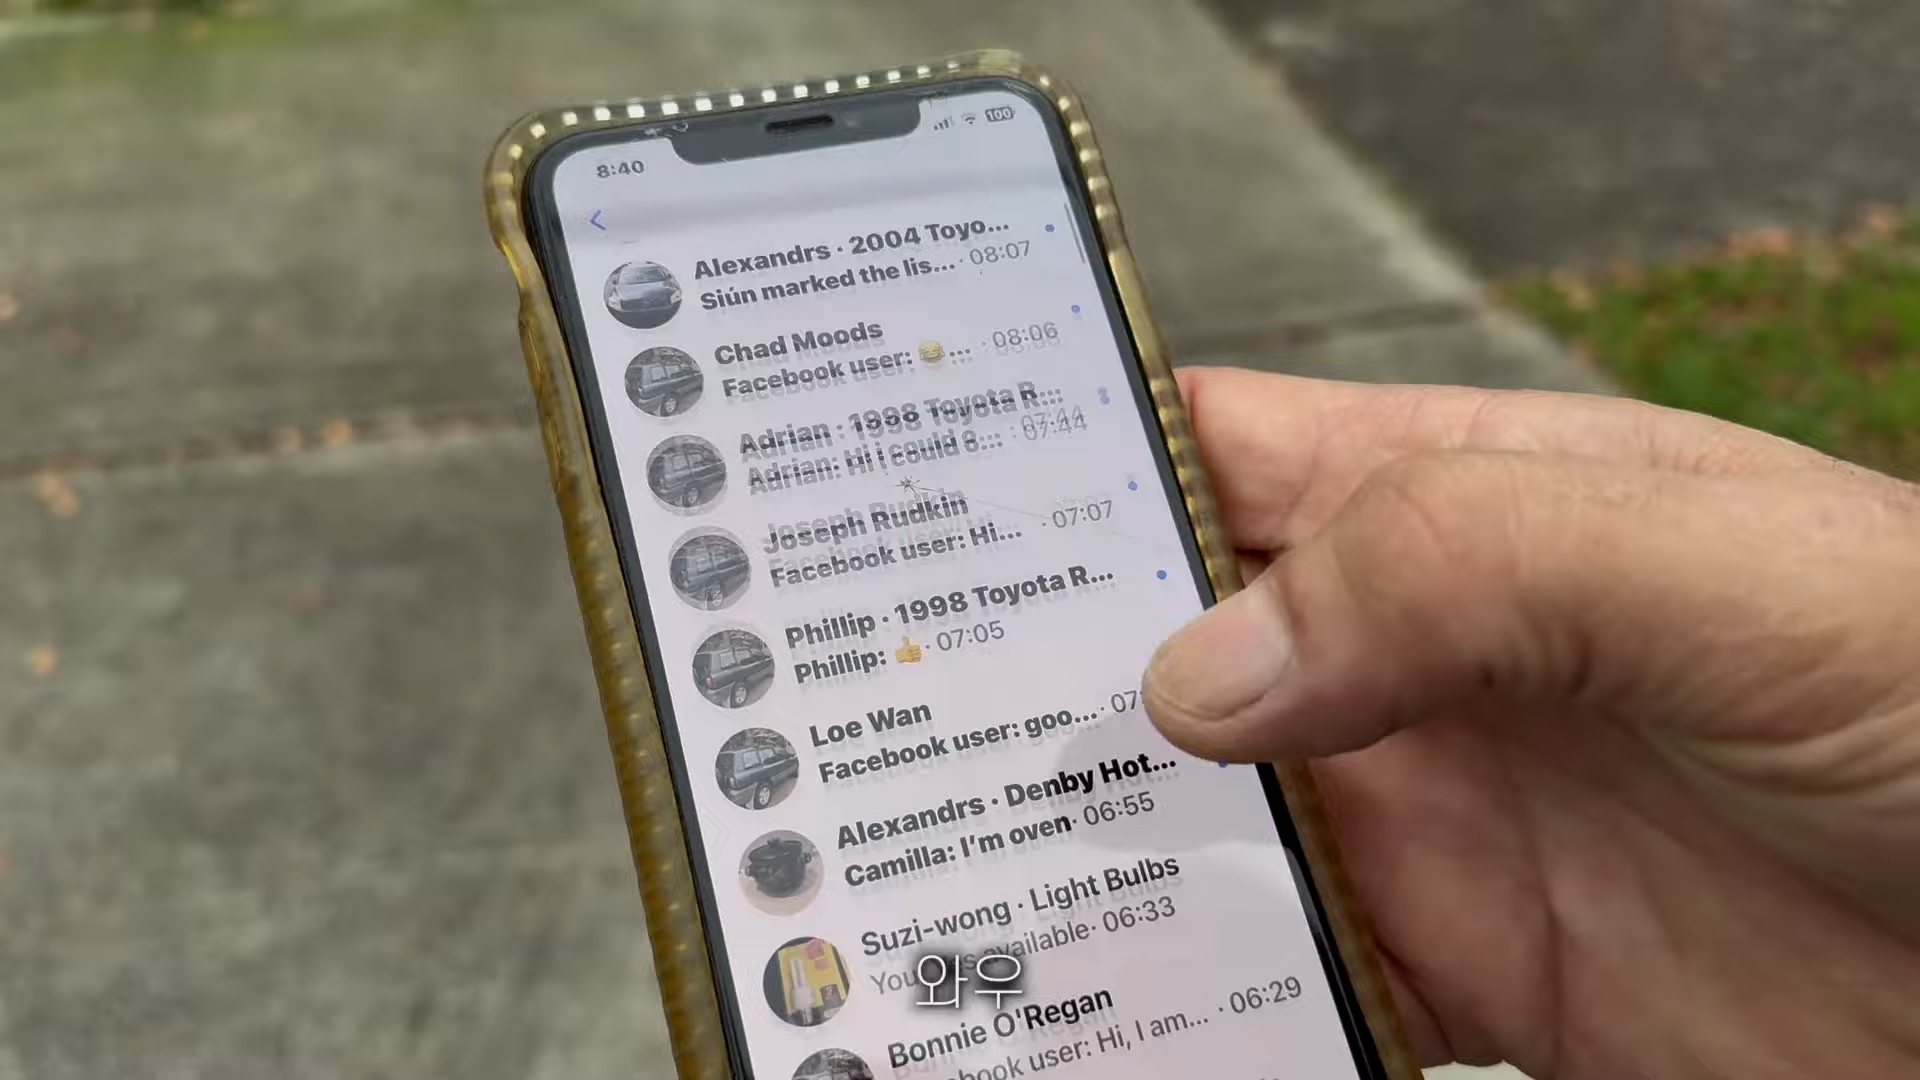 8:40
100
Alexandrs · 2004 Toyo...
Siún marked the lis... · 08:07
Chad Moods
Facebook user: 😂... · 08:06
Adrian · 1998 Toyota R...
Adrian: Hi i could 8... · 07:44
Joseph Rudkin
Facebook user: Hi... · 07:07
Phillip · 1998 Toyota R...
Phillip: 👍 · 07:05
Loe Wan
Facebook user: goo... · 07:
Alexandrs · Denby Hot...
Camilla: I'm oven · 06:55
Suzi-wong · Light Bulbs
You available · 06:33
와우
Bonnie O'Regan
book user: Hi, I am... · 06:29